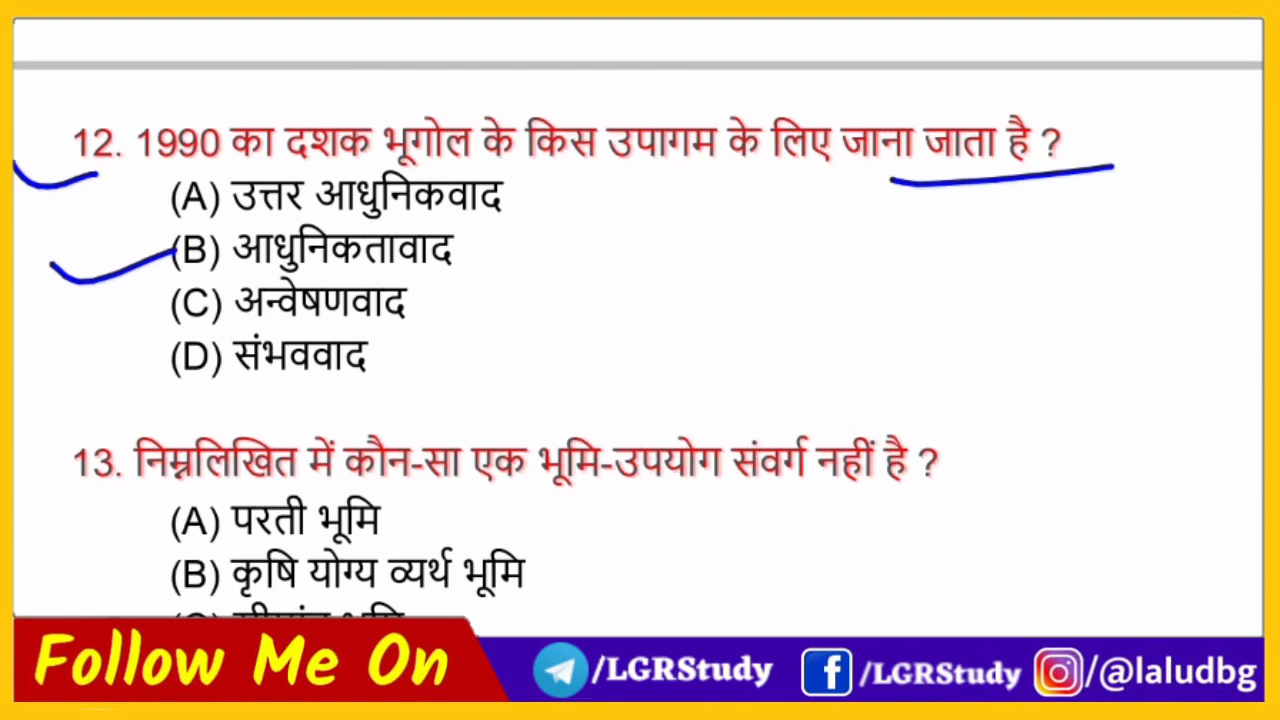 12. 1990 का दशक भूगोल के किस उपागम के लिए जाना जाता है ?
(A) उत्तर आधुनिकवाद
(B) आधुनिकतावाद
(C) अन्वेषणवाद
(D) संभववाद
13. निम्नलिखित में कौन-सा एक भूमि-उपयोग संवर्ग नहीं है ?
(A) परती भूमि
(B) कृषि योग्य व्यर्थ भूमि
Follow Me On
/LGRStudy
/LGRStudy
/@laludbg